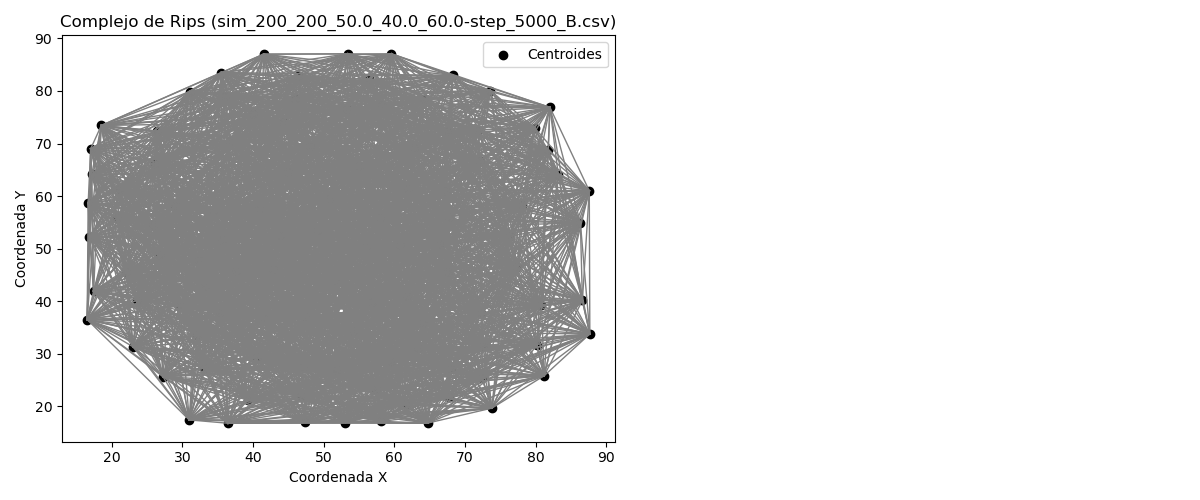 Complejo de Rips (sim_200_200_50.0_40.0_60.0-step_5000_B.csv)
Centroides
90
80
70
60
50
40
30
20
Coordenada Y
20 30 40 50 60 70 80 90
Coordenada X